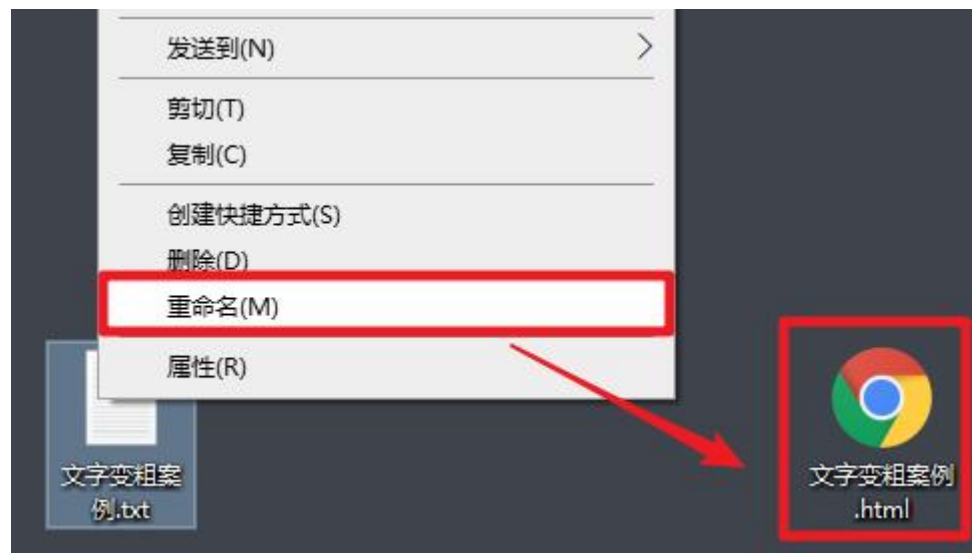 发送到(N)
剪切(T)
复制(C)
创建快捷方式(S)
删除(D)
重命名(M)
属性(R)
文字变粗案
例.txt
文字变粗案例
.html